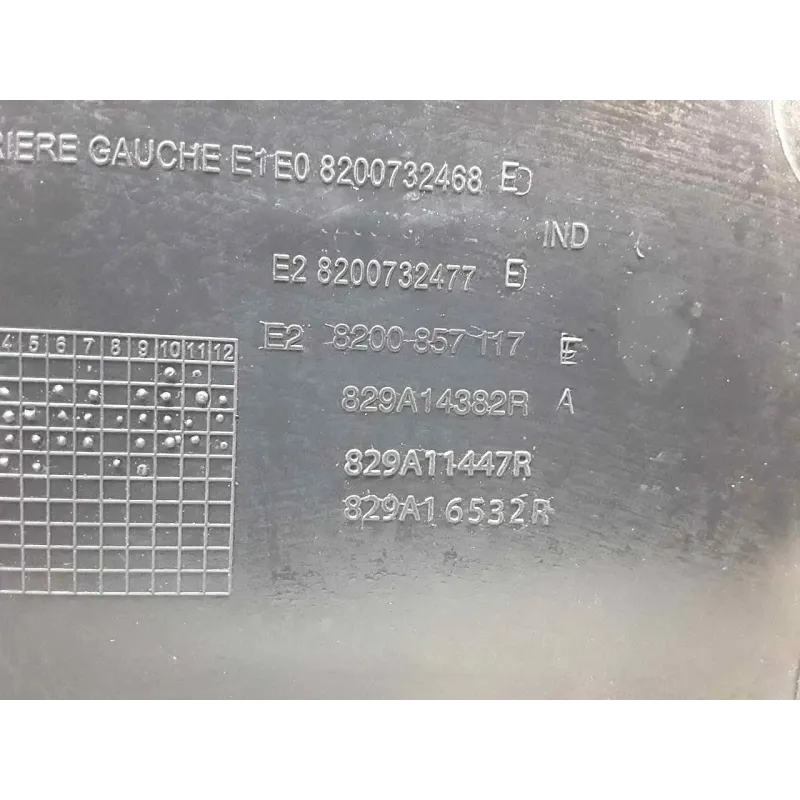 RIERE GAUCHE E1E0 8200732468 E
IND
E2 8200732477 E
E2 8200 857 117 E
4 5 6 7 8 9 10 11 12
829A14382R A
829A11447R
829A16532R